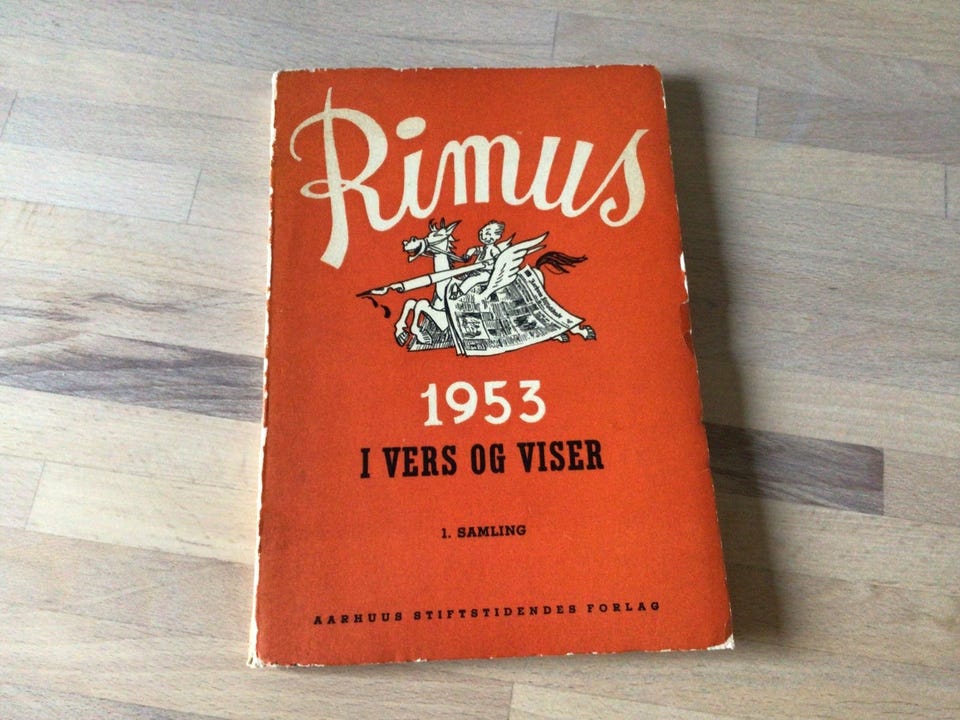 Rimus
1953
I VERS OG VISER
1. SAMLING
AARHUUS STIFTSTIDENDES FORLAG